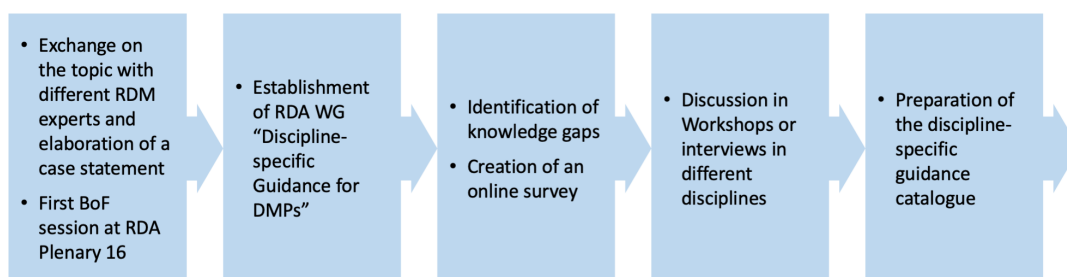 • Exchange on
the topic with
different RDM
experts and
elaboration of a
case statement
• First BoF
session at RDA
Plenary 16
• Establishment
of RDA WG
“Discipline-
specific
Guidance for
DMPs”
• Identification of
knowledge gaps
• Creation of an
online survey
• Discussion in
Workshops or
interviews in
different
disciplines
• Preparation of
the discipline-
specific
guidance
catalogue